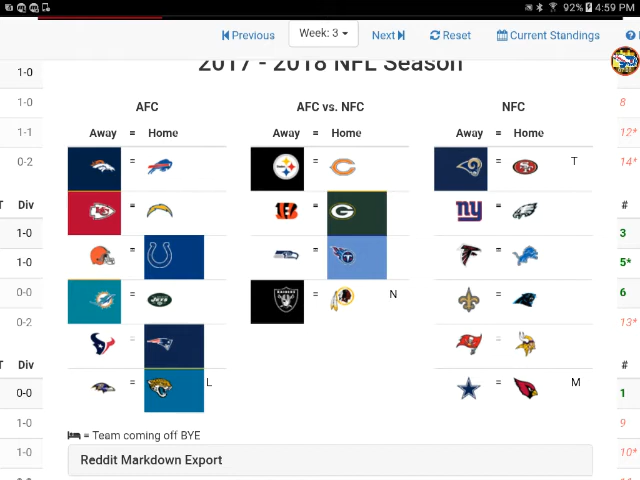 92% 4:59 PM
Previous Week: 3 Next Reset Current Standings
2017 - 2018 NFL Season
AFC AFC vs. NFC NFC
Away = Home Away = Home Away = Home
1-0
1-0
1-1
0-2
T Div
1-0
1-0
0-0
0-2
T Div
0-0
1-0
1-0
= = = T
= = =
= = =
= = N =
= =
= L = M
8
12*
14*
#
3
5*
6
13*
#
1
9
10*
= Team coming off BYE
Reddit Markdown Export